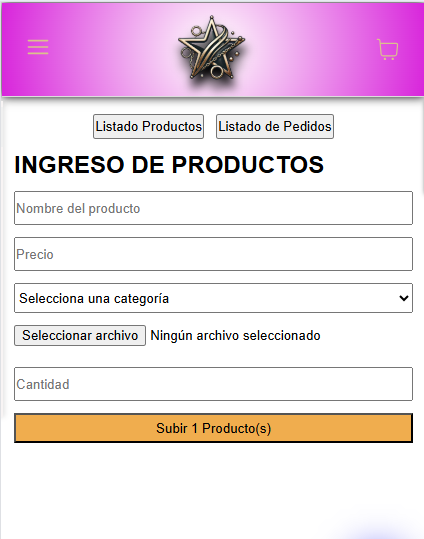 Listado Productos Listado de Pedidos
INGRESO DE PRODUCTOS
Nombre del producto
Precio
Selecciona una categoría
Seleccionar archivo Ningún archivo seleccionado
Cantidad
Subir 1 Producto(s)